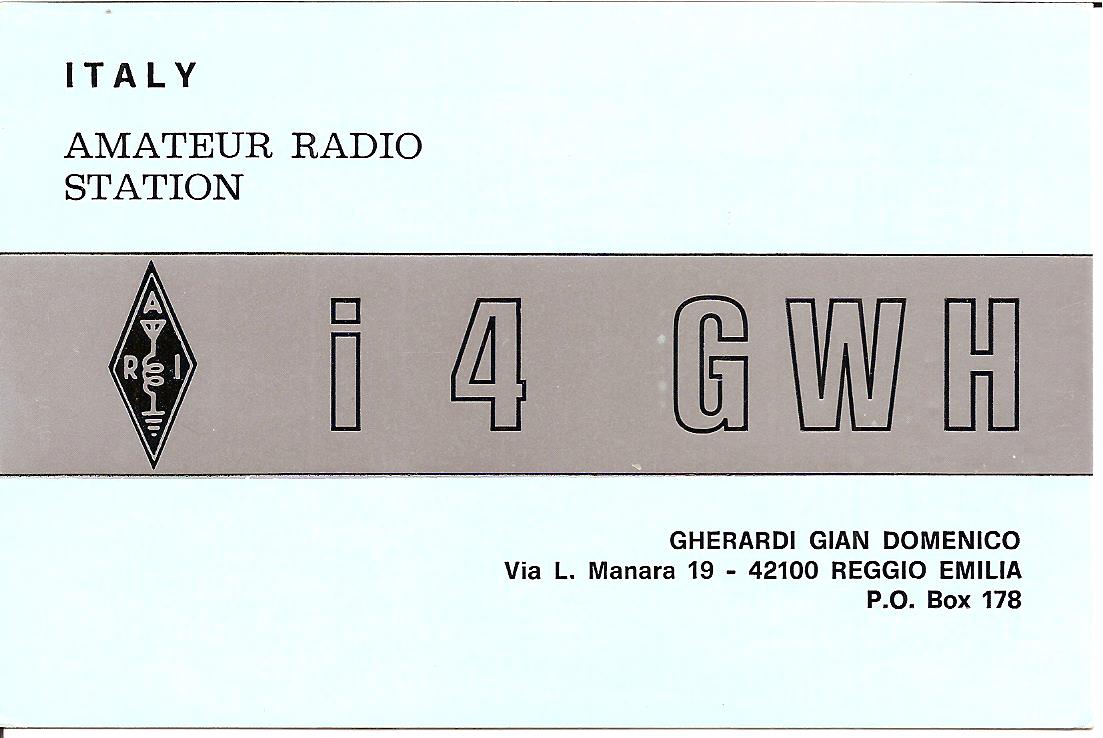 ITALY
AMATEUR RADIO
STATION
A
R I
i 4 GWH
GHERARDI GIAN DOMENICO
Via L. Manara 19 - 42100 REGGIO EMILIA
P.O. Box 178